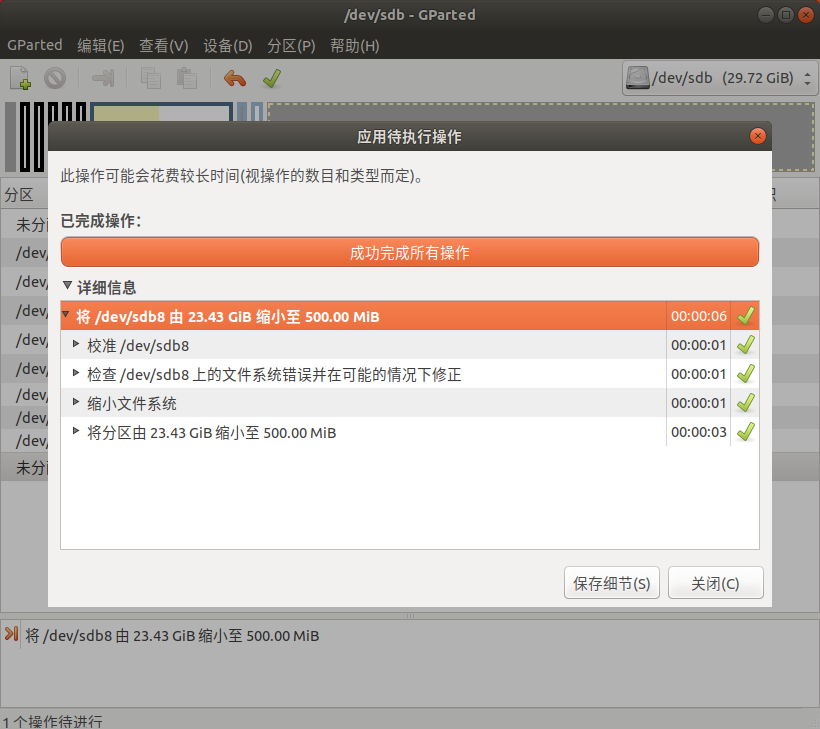 /dev/sdb - GParted
GParted 编辑(E) 查看(V) 设备(D) 分区(P) 帮助(H)
/dev/sdb (29.72 GiB)
应用待执行操作
此操作可能会花费较长时间(视操作的数目和类型而定)。
已完成操作：
成功完成所有操作
详细信息
将 /dev/sdb8 由 23.43 GiB 缩小至 500.00 MiB 00:00:06
校准 /dev/sdb8 00:00:01
检查 /dev/sdb8 上的文件系统错误并在可能的情况下修正 00:00:01
缩小文件系统 00:00:01
将分区由 23.43 GiB 缩小至 500.00 MiB 00:00:03
保存细节(S) 关闭(C)
分区
未分
/dev/
/dev/
/dev/
/dev/
/dev/
/dev/
/dev/
/dev/
未分
将 /dev/sdb8 由 23.43 GiB 缩小至 500.00 MiB
1 个操作待进行